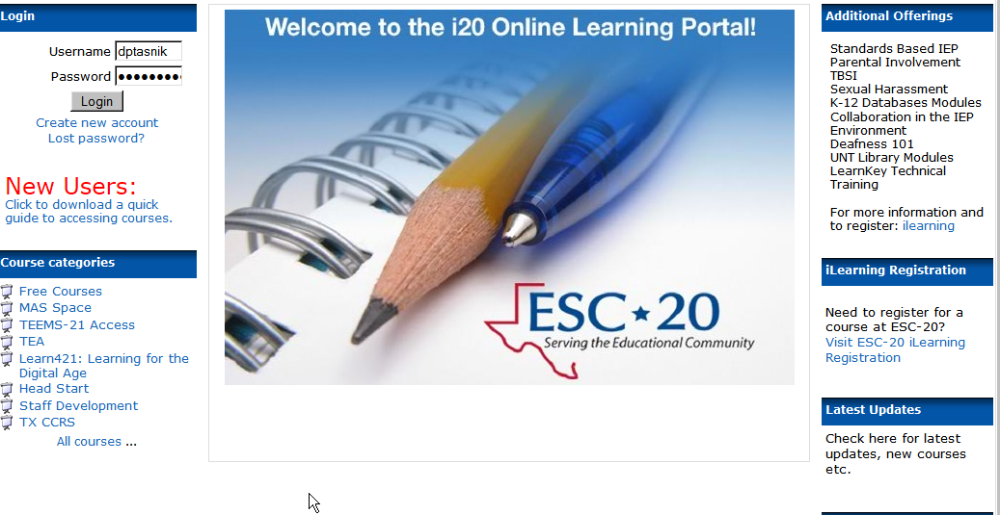 Login
Username dptasnik
Password ●●●●●●●●●
Login
Create new account
Lost password?
New Users:
Click to download a quick
guide to accessing courses.
Course categories
Free Courses
MAS Space
TEEMS-21 Access
TEA
Learn421: Learning for the
Digital Age
Head Start
Staff Development
TX CCRS
All courses ...
Welcome to the i20 Online Learning Portal!
ESC★20
Serving the Educational Community
Additional Offerings
Standards Based IEP
Parental Involvement
TBSI
Sexual Harassment
K-12 Databases Modules
Collaboration in the IEP
Environment
Deafness 101
UNT Library Modules
LearnKey Technical
Training
For more information and
to register: ilearning
iLearning Registration
Need to register for a
course at ESC-20?
Visit ESC-20 iLearning
Registration
Latest Updates
Check here for latest
updates, new courses
etc.